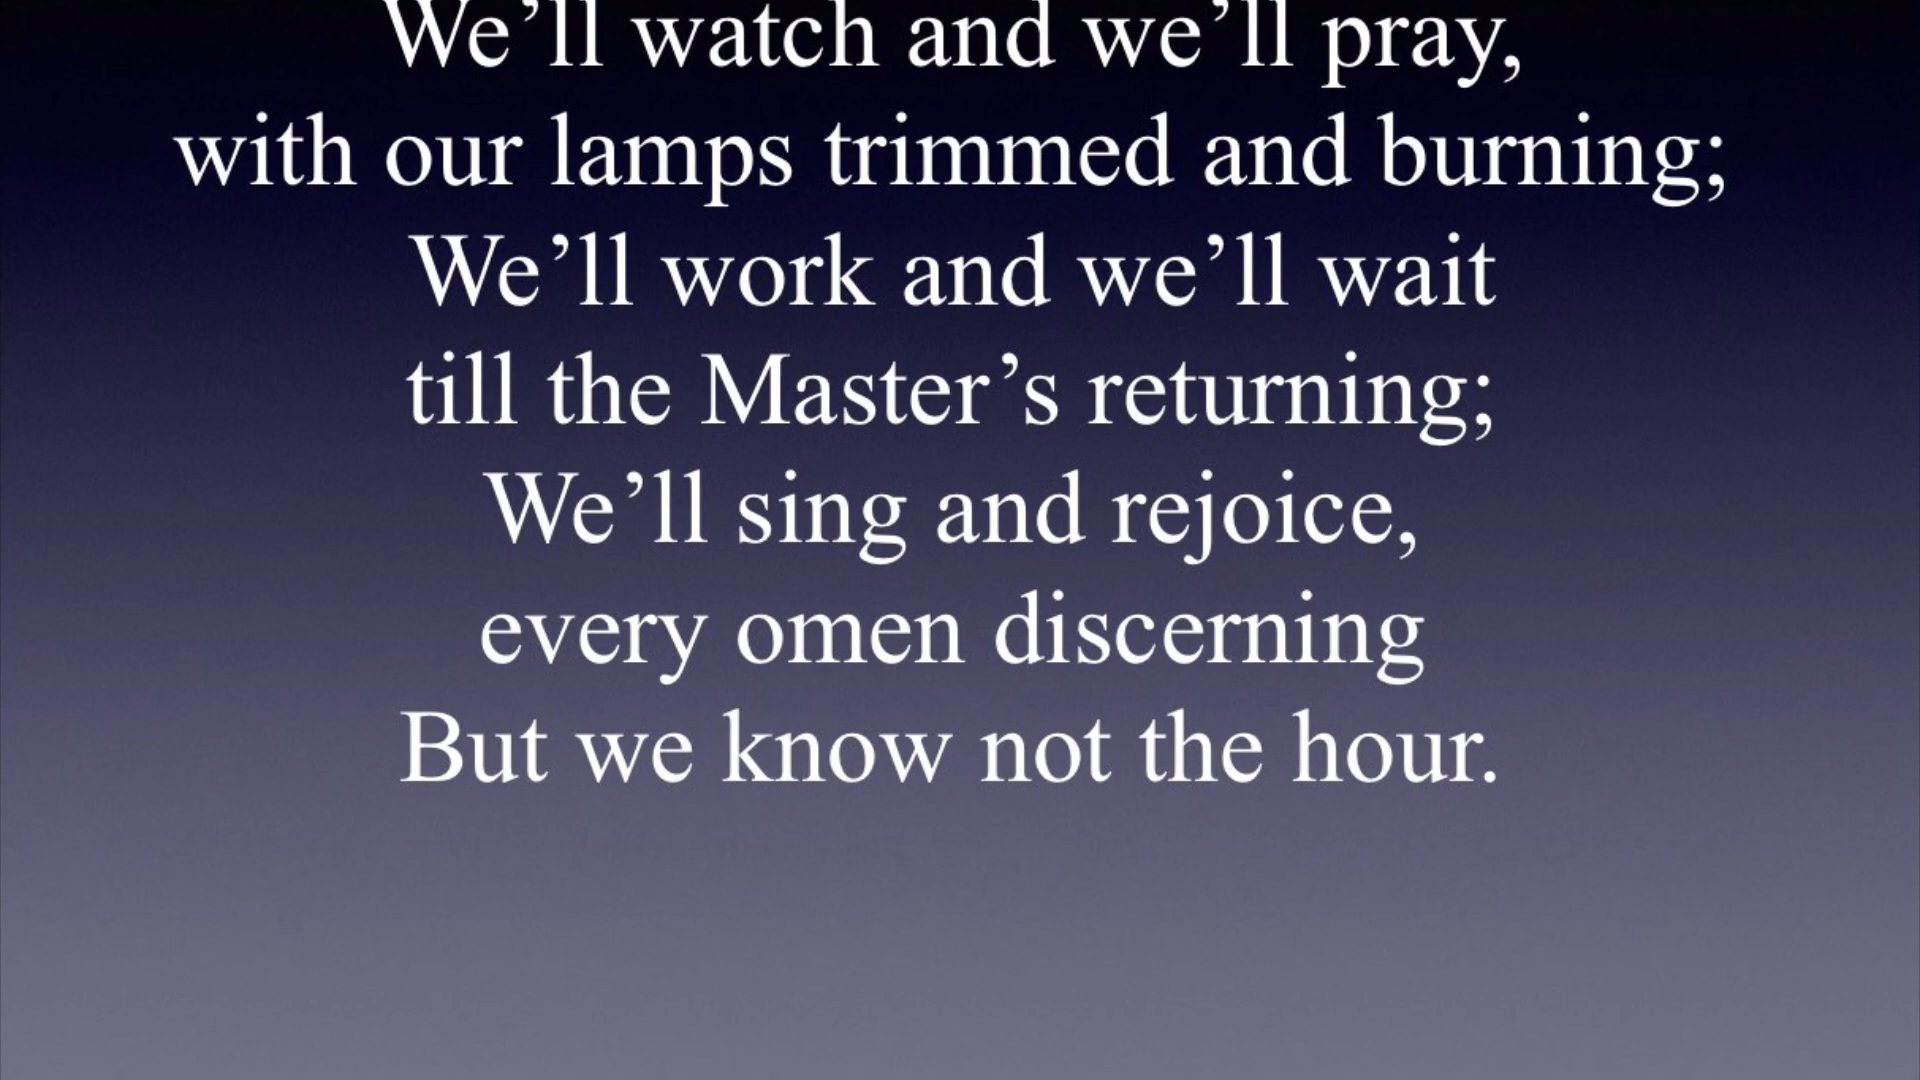 We’ll watch and we’ll pray,
with our lamps trimmed and burning;
We’ll work and we’ll wait
till the Master’s returning;
We’ll sing and rejoice,
every omen discerning
But we know not the hour.